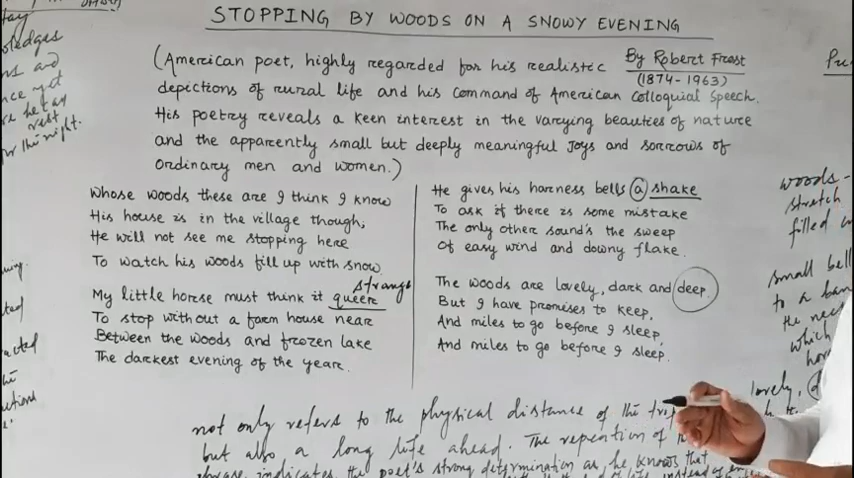 STOPPING BY WOODS ON A SNOWY EVENING
(American poet, highly regarded for his realistic By Robert Frost
(1874-1963)
depictions of rural life and his command of American Colloquial Speech.
His poetry reveals a keen interest in the varying beauties of nature
and the apparently small but deeply meaningful Joys and sorrows of
ordinary men and women.)
Whose woods these are I think I know
His house is in the village though,
He will not see me stopping here
To watch his woods fill up with snow
strange
My little horse must think it queer
To stop without a farm house near
Between the woods and frozen lake
The darkest evening of the year.
He gives his harness bells a shake
To ask if there is some mistake
The only other sound's the sweep
Of easy wind and downy flake.
The woods are lovely, dark and deep.
But I have promises to keep,
And miles to go before I sleep,
And miles to go before I sleep.
not only refers to the physical distance of the trip
but also a long life ahead. The repeation of
phrase indicates the poet's strong determination as he knows that
rest
for the night.
woods -
stretch
filled
small bell
to a
the
which
lovely,